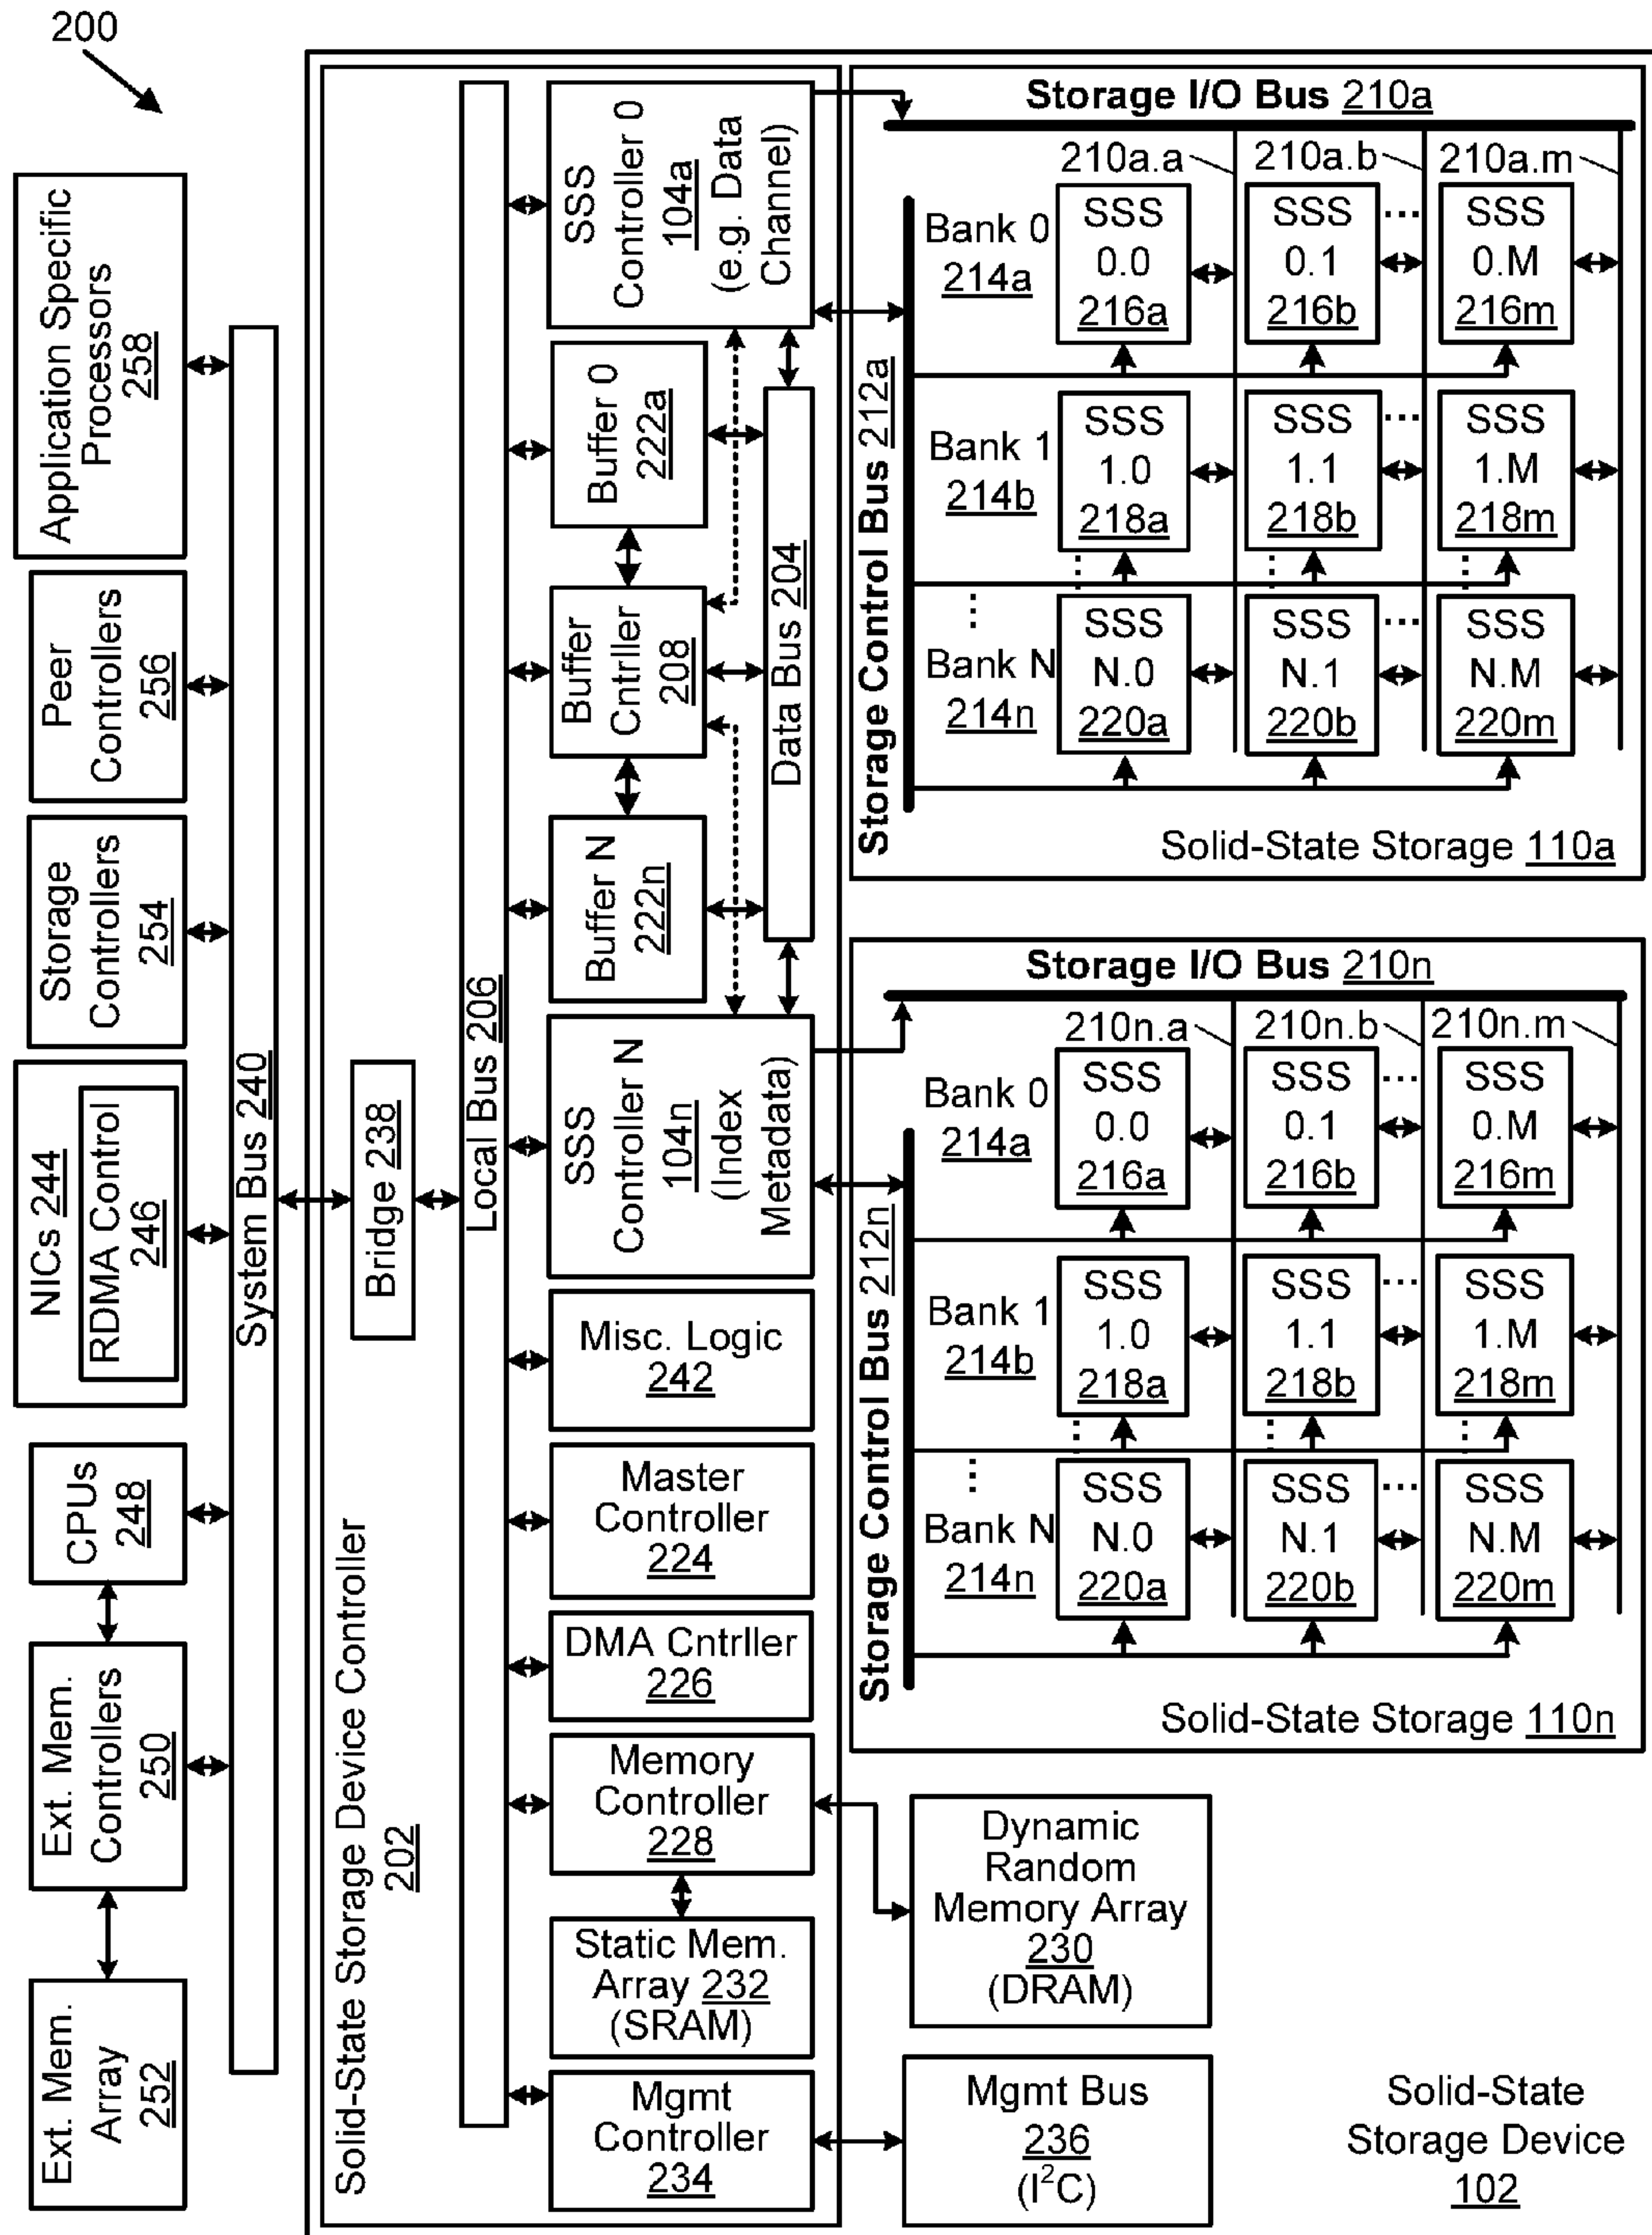 200
Application Specific
Processors
258
Peer
Controllers
256
Storage
Controllers
254
NICs 244
RDMA Control
246
CPUs
248
Ext. Mem.
Controllers
250
Ext. Mem.
Array
252
System Bus 240
Bridge 238
Solid-State Storage Device Controller
202
Local Bus 206
SSS
Controller 0
104a
(e.g. Data
Channel)
Buffer 0
222a
Buffer
Cntrller
208
Buffer N
222n
Data Bus 204
SSS
Controller N
104n
(Index
Metadata)
Misc. Logic
242
Master
Controller
224
DMA Cntrller
226
Memory
Controller
228
Static Mem.
Array 232
(SRAM)
Mgmt
Controller
234
Storage I/O Bus 210a
210a.a
210a.b
210a.m
Storage Control Bus 212a
Bank 0
214a
SSS
0.0
216a
SSS
0.1
216b
...
SSS
0.M
216m
Bank 1
214b
SSS
1.0
218a
SSS
1.1
218b
...
SSS
1.M
218m
Bank N
214n
SSS
N.0
220a
SSS
N.1
220b
...
SSS
N.M
220m
Solid-State Storage 110a
Storage I/O Bus 210n
210n.a
210n.b
210n.m
Storage Control Bus 212n
Bank 0
214a
SSS
0.0
216a
SSS
0.1
216b
...
SSS
0.M
216m
Bank 1
214b
SSS
1.0
218a
SSS
1.1
218b
...
SSS
1.M
218m
Bank N
214n
SSS
N.0
220a
SSS
N.1
220b
...
SSS
N.M
220m
Solid-State Storage 110n
Dynamic
Random
Memory Array
230
(DRAM)
Mgmt Bus
236
(I²C)
Solid-State
Storage Device
102